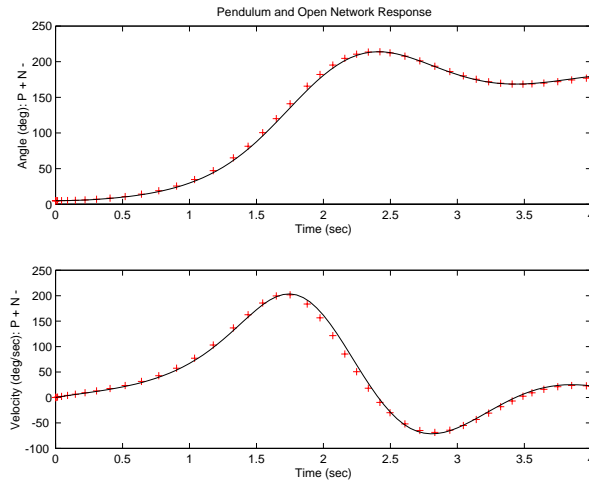 Pendulum and Open Network Response
250
200
150
100
50
0
Angle (deg): P + N -
0 0.5 1 1.5 2 2.5 3 3.5 4
Time (sec)
250
200
150
100
50
0
-50
-100
Velocity (deg/sec): P + N -
0 0.5 1 1.5 2 2.5 3 3.5 4
Time (sec)